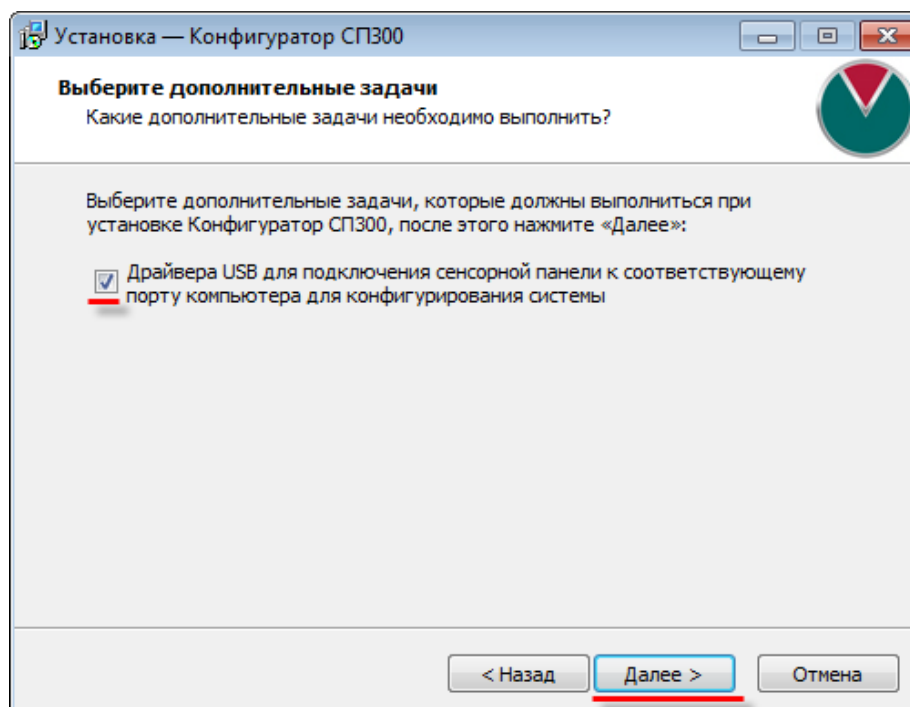 Установка — Конфигуратор СП300
Выберите дополнительные задачи
Какие дополнительные задачи необходимо выполнить?
Выберите дополнительные задачи, которые должны выполниться при
установке Конфигуратор СП300, после этого нажмите «Далее»:
Драйвера USB для подключения сенсорной панели к соответствующему
порту компьютера для конфигурирования системы
< Назад
Далее >
Отмена